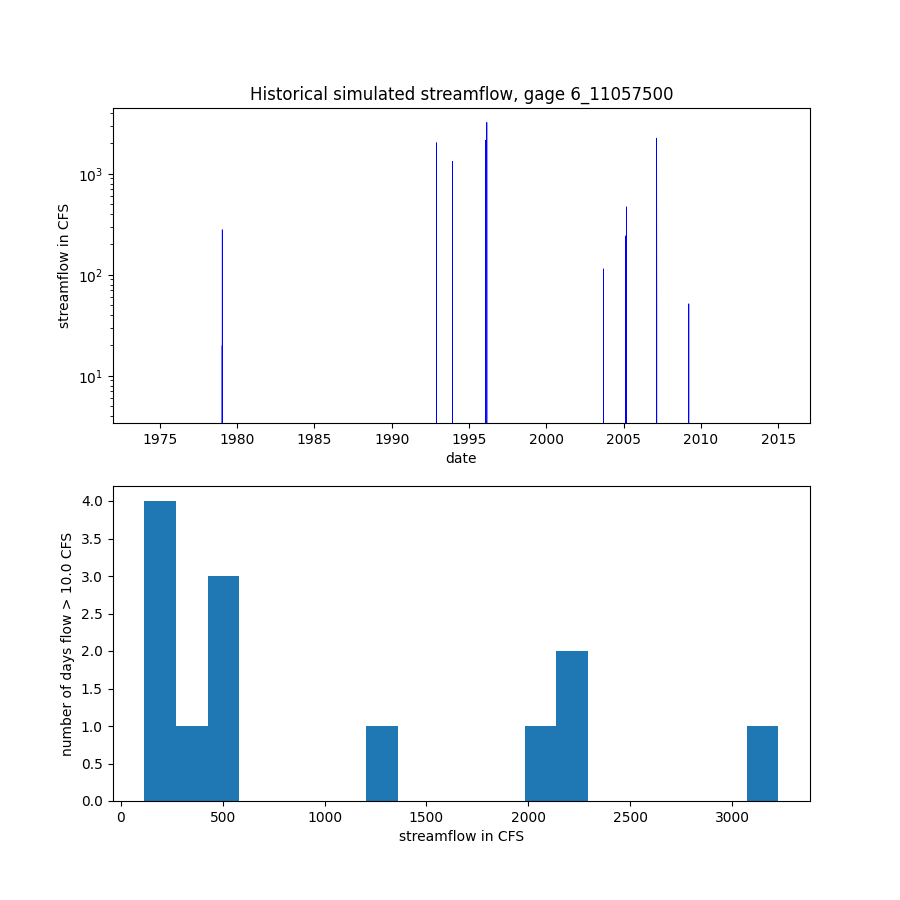 Historical simulated streamflow, gage 6_11057500
streamflow in CFS
10³
10²
10¹
1975 1980 1985 1990 1995 2000 2005 2010 2015
date
number of days flow > 10.0 CFS
4.0
3.5
3.0
2.5
2.0
1.5
1.0
0.5
0.0
0 500 1000 1500 2000 2500 3000
streamflow in CFS